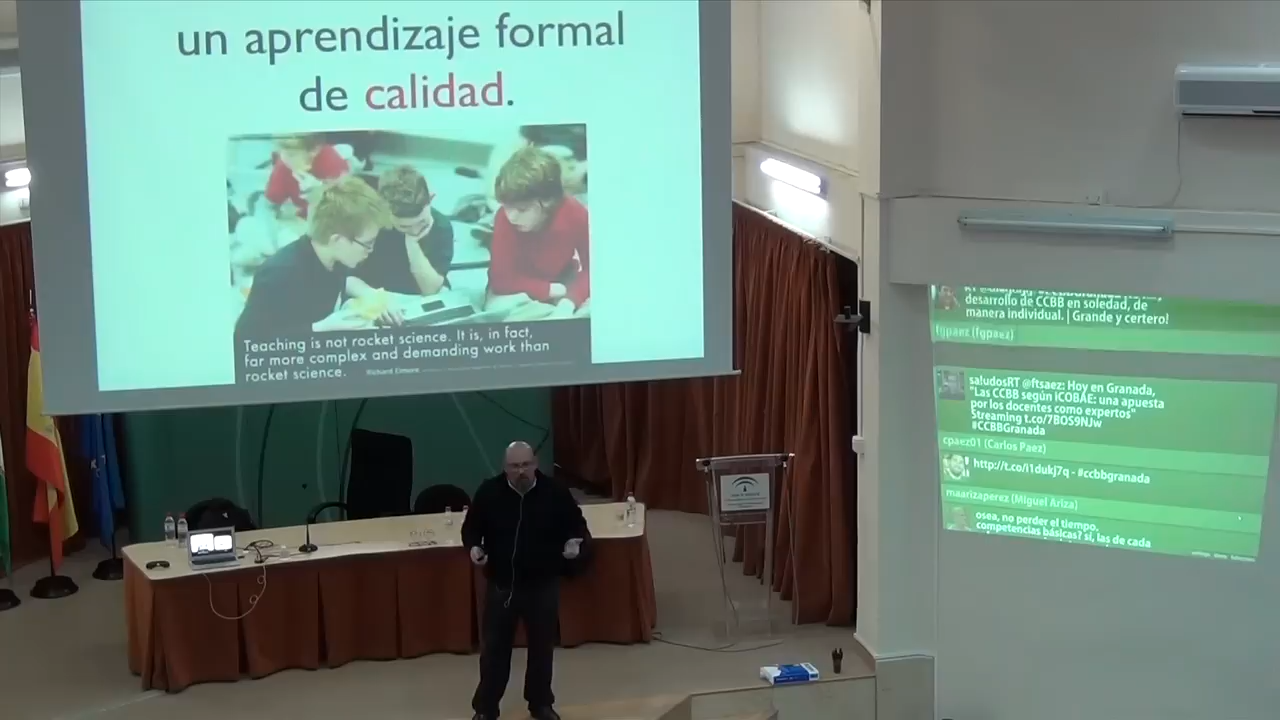 un aprendizaje formal
de calidad.
Teaching is not rocket science. It is, in fact,
far more complex and demanding work than
rocket science.
Richard Elmore
desarrollo de CCBB en soledad, de
manera individual. | Grande y certero!
fgpaez (fgpaez)
saludosRT @ftsaez: Hoy en Granada,
"Las CCBB según ICOBAE: una apuesta
por los docentes como expertos"
Streaming t.co/7BOS9NJw
#CCBBGranada
cpaez01 (Carlos Paez)
http://t.co/i1dukJ7q - #ccbbgranada
maarizaperez (Miguel Ariza)
osea, no perder el tiempo.
competencias básicas? sí, las de cada